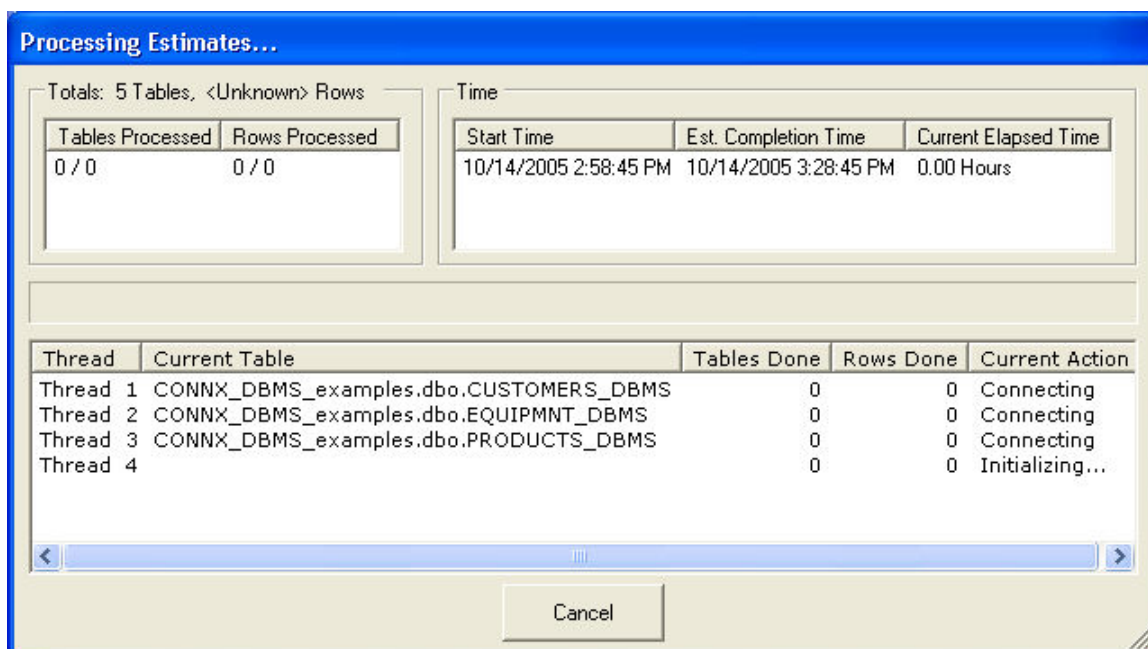 Processing Estimates...
Totals: 5 Tables, <Unknown> Rows
Tables Processed Rows Processed
0 / 0 0 / 0
Time
Start Time Est. Completion Time Current Elapsed Time
10/14/2005 2:58:45 PM 10/14/2005 3:28:45 PM 0.00 Hours
Thread Current Table Tables Done Rows Done Current Action
Thread 1 CONNX_DBMS_examples.dbo.CUSTOMERS_DBMS 0 0 Connecting
Thread 2 CONNX_DBMS_examples.dbo.EQUIPMNT_DBMS 0 0 Connecting
Thread 3 CONNX_DBMS_examples.dbo.PRODUCTS_DBMS 0 0 Connecting
Thread 4 0 0 Initializing...
Cancel